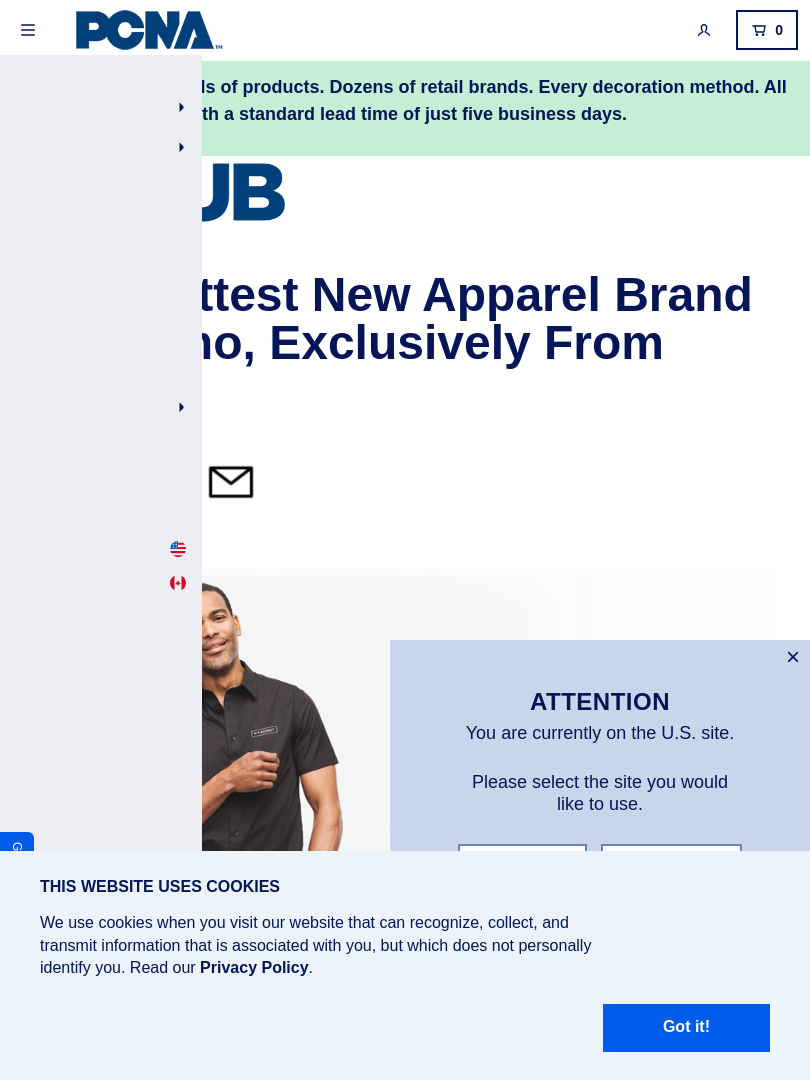 PCNA™
0
of products. Dozens of retail brands. Every decoration method. All
with a standard lead time of just five business days.
UB
New Apparel Brand
Exclusively From
ATTENTION
You are currently on the U.S. site.
Please select the site you would
like to use.
G
THIS WEBSITE USES COOKIES
We use cookies when you visit our website that can recognize, collect, and
transmit information that is associated with you, but which does not personally
identify you. Read our Privacy Policy.
Got it!